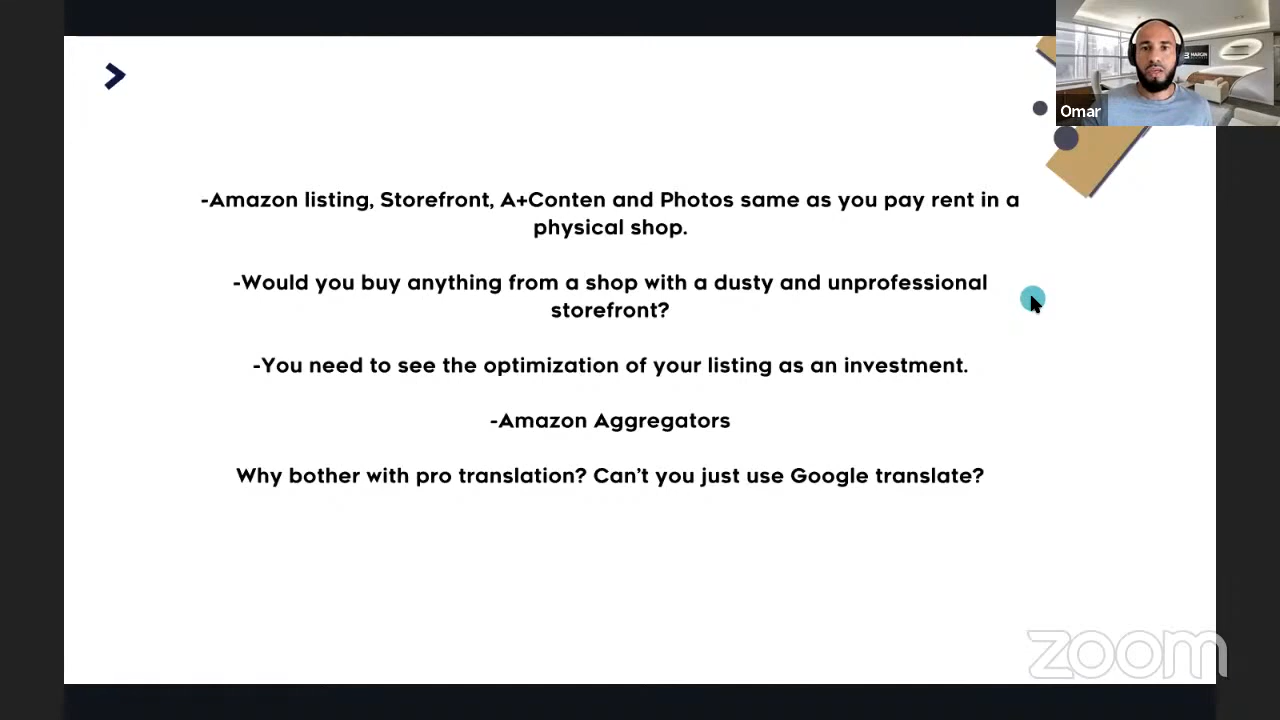 Omar
-Amazon listing, Storefront, A+Conten and Photos same as you pay rent in a
physical shop.
-Would you buy anything from a shop with a dusty and unprofessional
storefront?
-You need to see the optimization of your listing as an investment.
-Amazon Aggregators
Why bother with pro translation? Can't you just use Google translate?
zoom